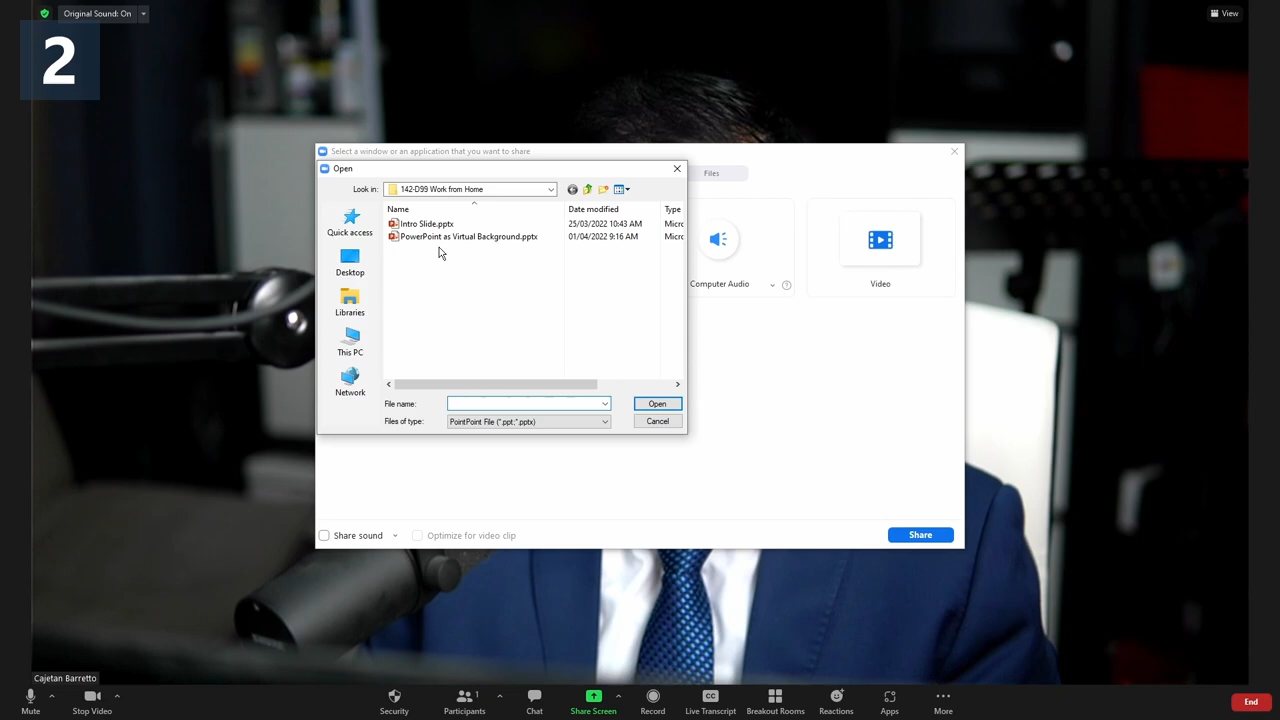 Original Sound: On
View
2
Select a window or an application that you want to share
Open
Files
Look in:
142-D99 Work from Home
Name
Date modified
Type
Quick access
Intro Slide.pptx
25/03/2022 10:43 AM
Micro
PowerPoint as Virtual Background.pptx
01/04/2022 9:16 AM
Micro
Desktop
Computer Audio
Video
Libraries
This PC
Network
File name:
Open
Files of type:
PointPoint File (*.ppt;*.pptx)
Cancel
Share sound
Optimize for video clip
Share
Cajetan Barretto
Mute
Stop Video
Security
Participants
1
Chat
Share Screen
Record
CC
Live Transcript
Breakout Rooms
Reactions
Apps
More
End